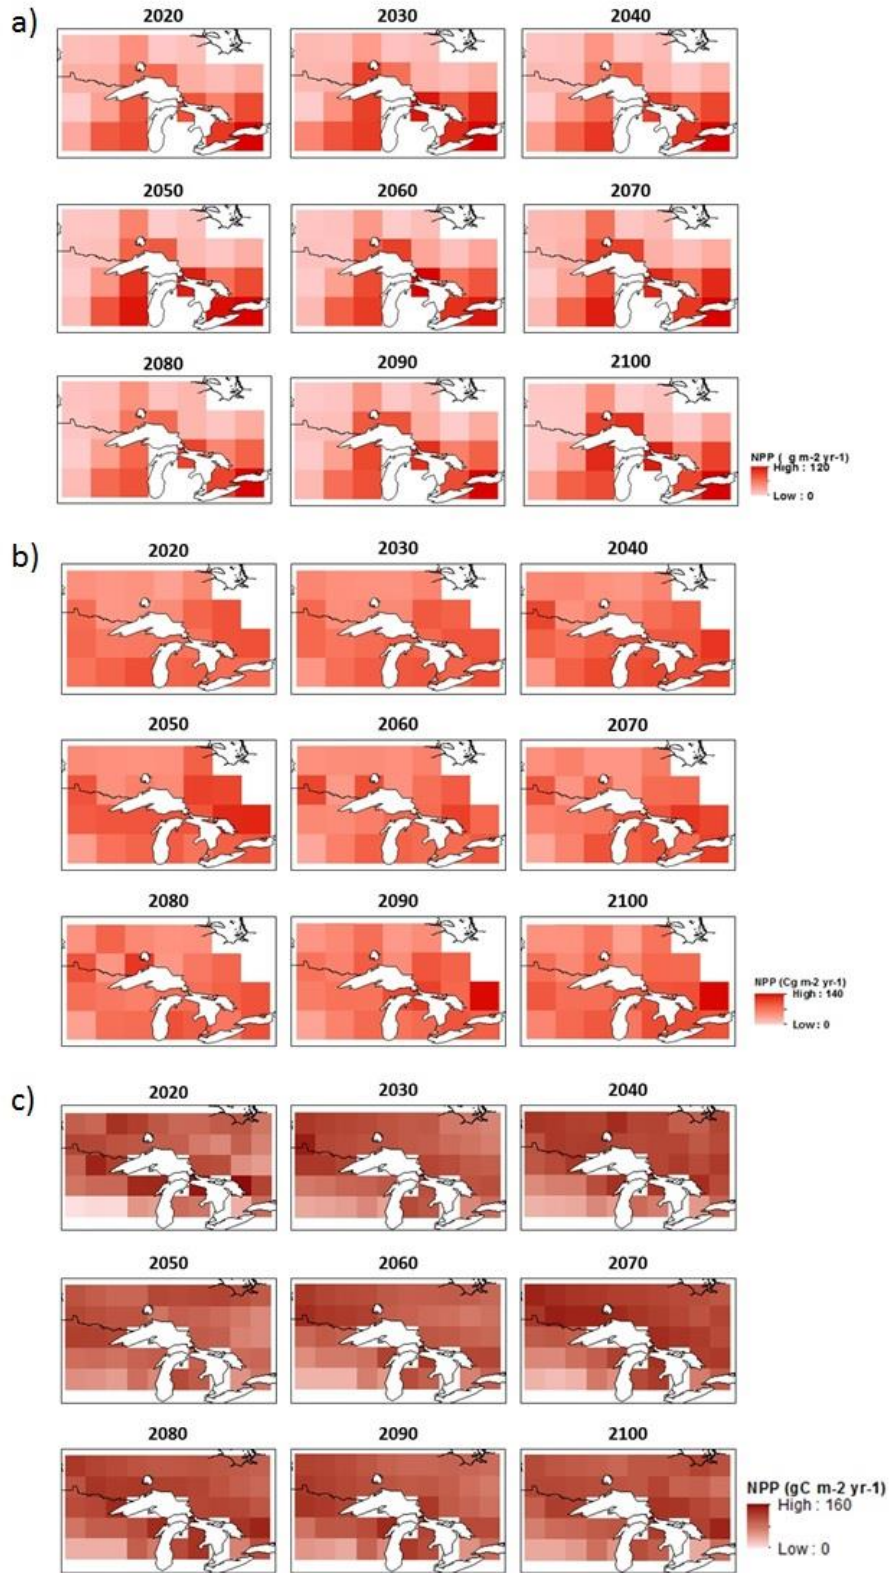 a)
2020 2030 2040
2050 2060 2070
2080 2090 2100
NPP ( g m-2 yr-1)
High : 120
Low : 0
b)
2020 2030 2040
2050 2060 2070
2080 2090 2100
NPP (Cg m-2 yr-1)
High : 140
Low: 0
c)
2020 2030 2040
2050 2060 2070
2080 2090 2100
NPP (gC m-2 yr-1)
High : 160
Low : 0